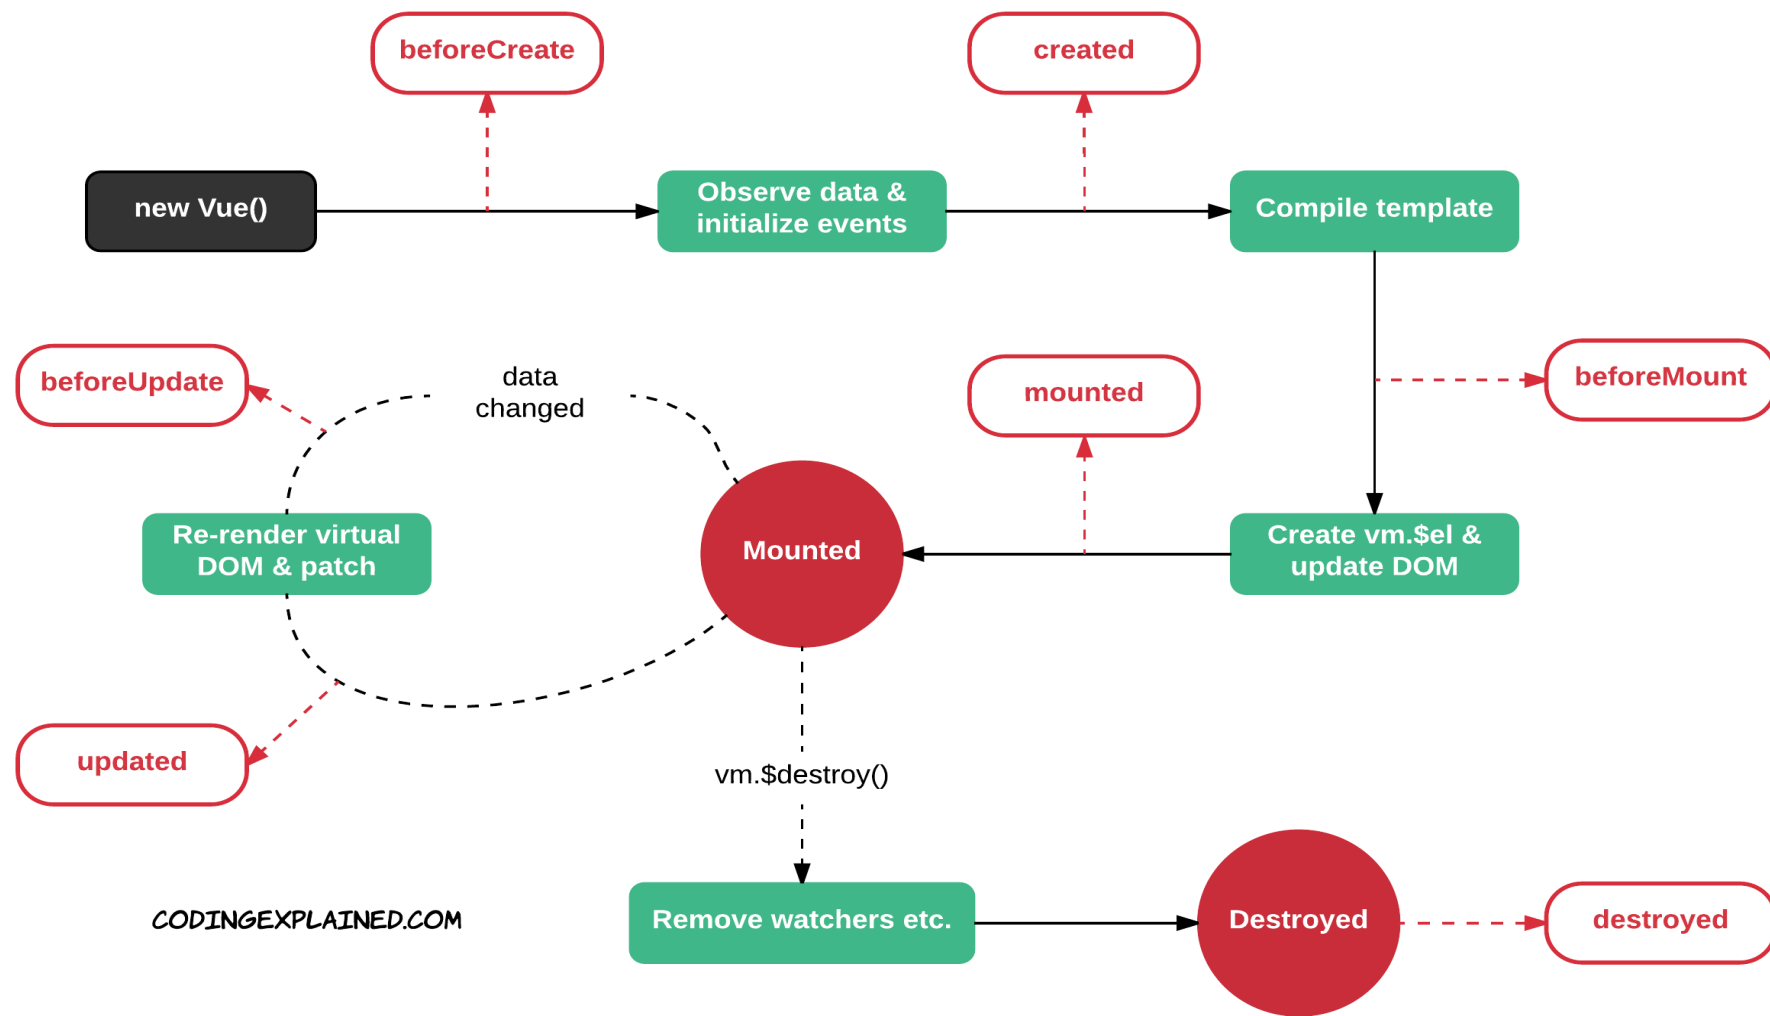 beforeCreate
created
new Vue()
Observe data &
initialize events
Compile template
beforeUpdate
data
changed
mounted
beforeMount
Re-render virtual
DOM & patch
Mounted
Create vm.$el &
update DOM
updated
vm.$destroy()
CODINGEXPLAINED.COM
Remove watchers etc.
Destroyed
destroyed